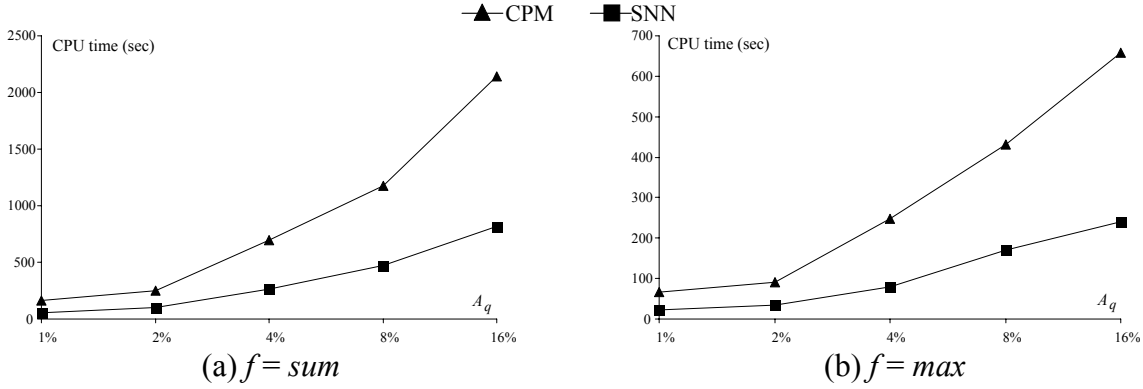 CPM SNN
2500
CPU time (sec)
2000
1500
1000
500
0
A_q
1% 2% 4% 8% 16%
(a) f = sum
700
CPU time (sec)
600
500
400
300
200
100
0
A_q
1% 2% 4% 8% 16%
(b) f = max